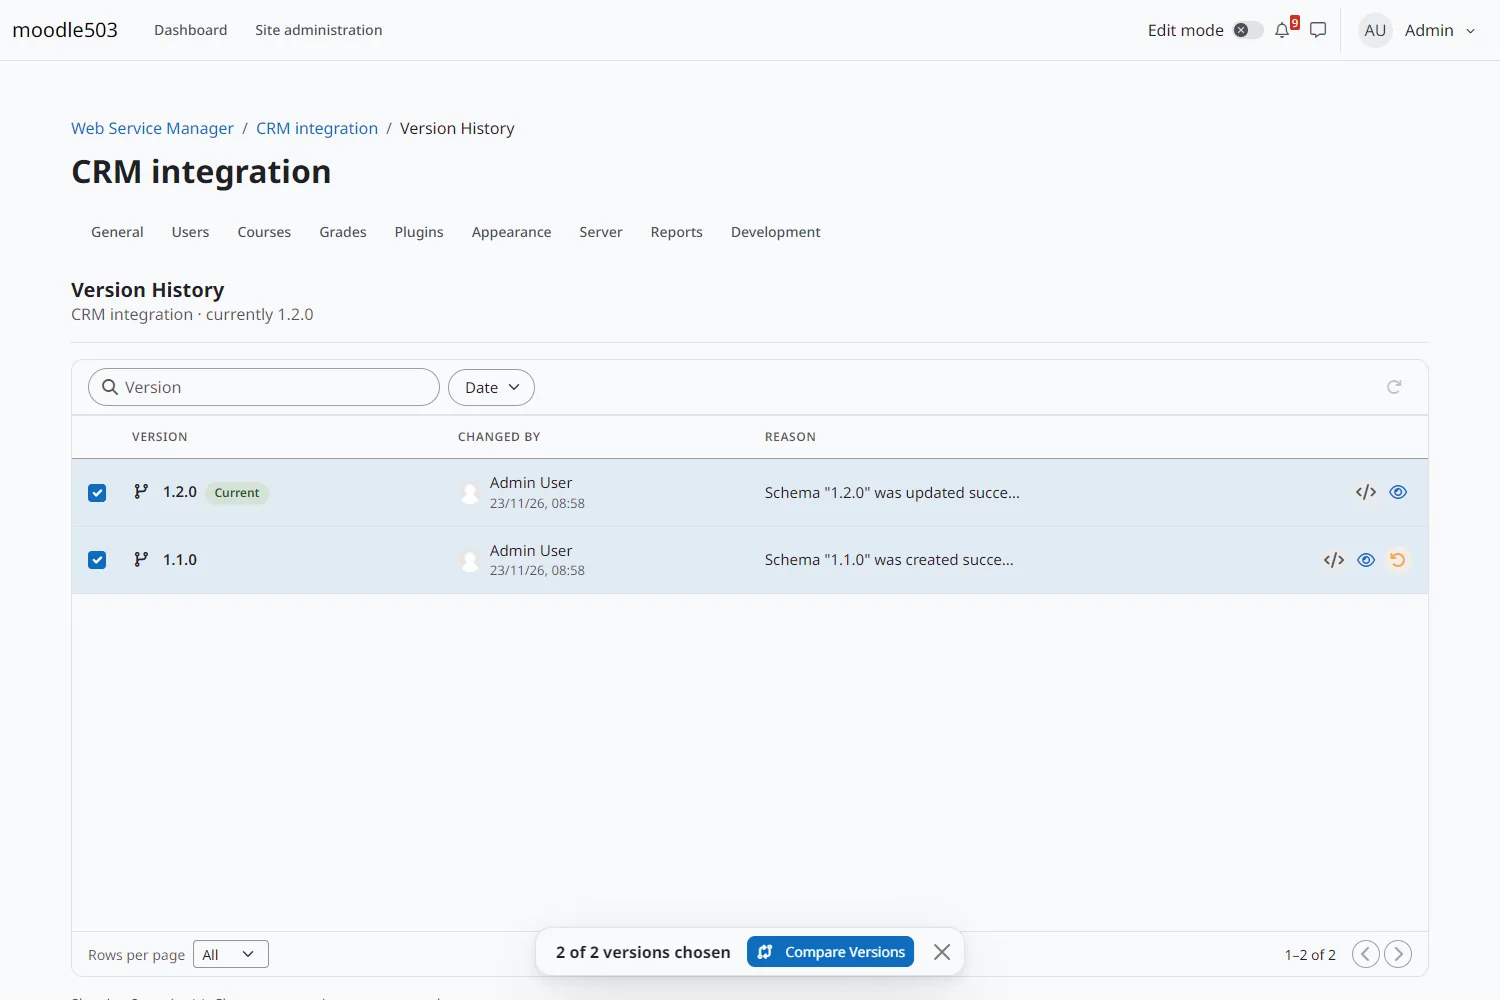 moodle503 Dashboard Site administration Edit mode 9 AU Admin
Web Service Manager / CRM integration / Version History
CRM integration
General Users Courses Grades Plugins Appearance Server Reports Development
Version History
CRM integration · currently 1.2.0
Version Date
VERSION CHANGED BY REASON
1.2.0 Current Admin User Schema "1.2.0" was updated succe...
23/11/26, 08:58
1.1.0 Admin User Schema "1.1.0" was created succe...
23/11/26, 08:58
Rows per page All 2 of 2 versions chosen Compare Versions 1–2 of 2